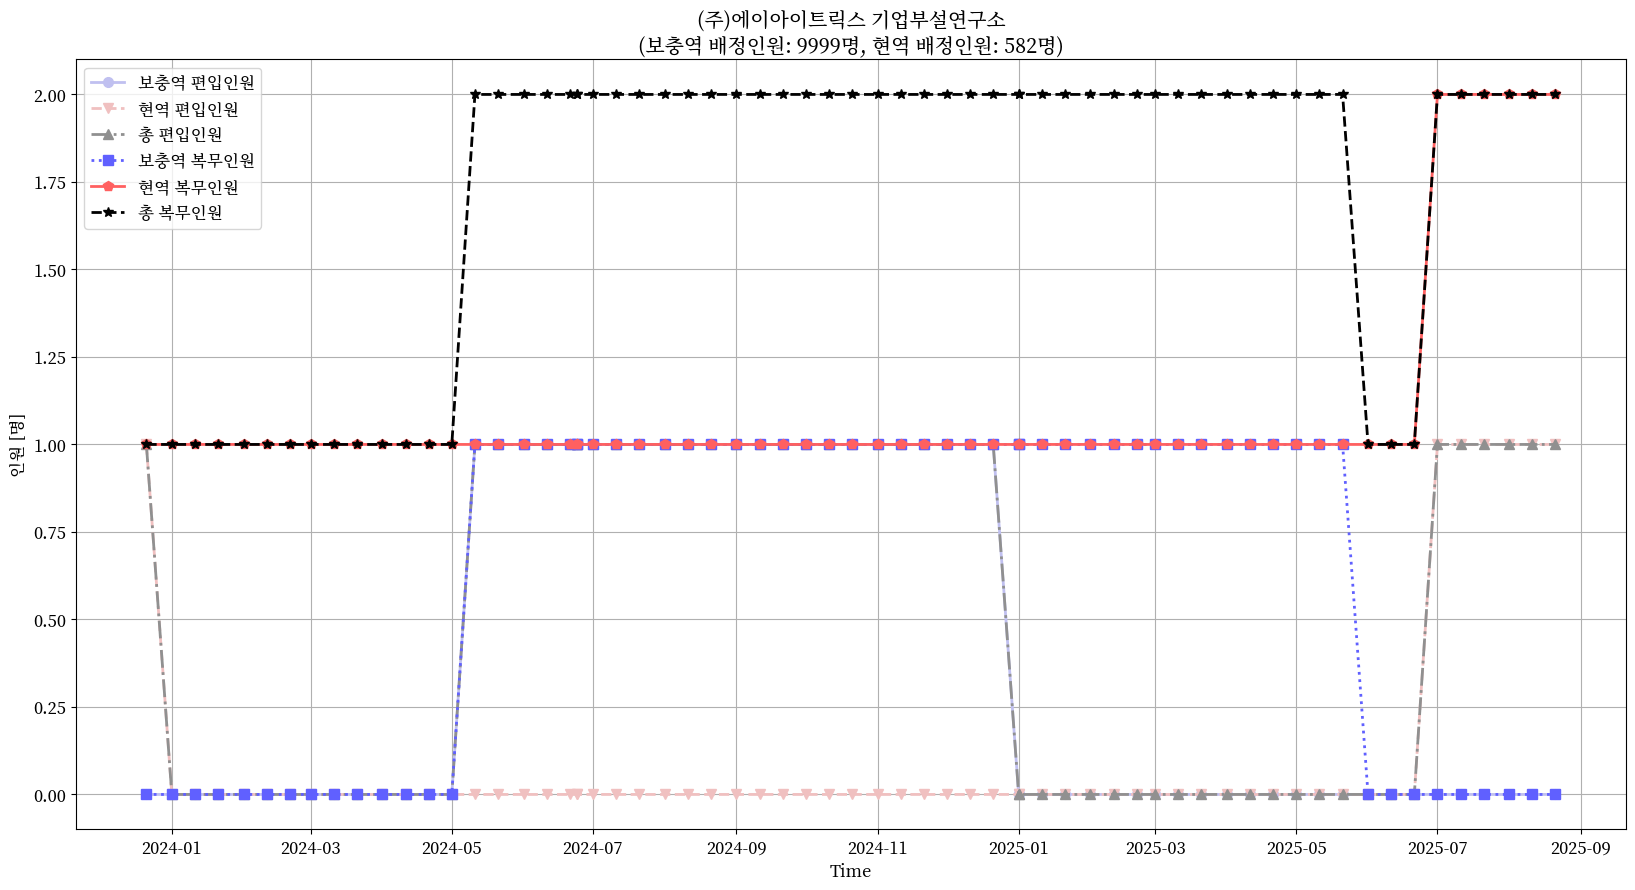 (주)에이아이트릭스 기업부설연구소
(보충역 배정인원: 9999명, 현역 배정인원: 582명)
보충역 편입인원
현역 편입인원
총 편입인원
보충역 복무인원
현역 복무인원
총 복무인원
2.00
1.75
1.50
1.25
1.00
0.75
0.50
0.25
0.00
인원 [명]
2024-01 2024-03 2024-05 2024-07 2024-09 2024-11 2025-01 2025-03 2025-05 2025-07 2025-09
Time